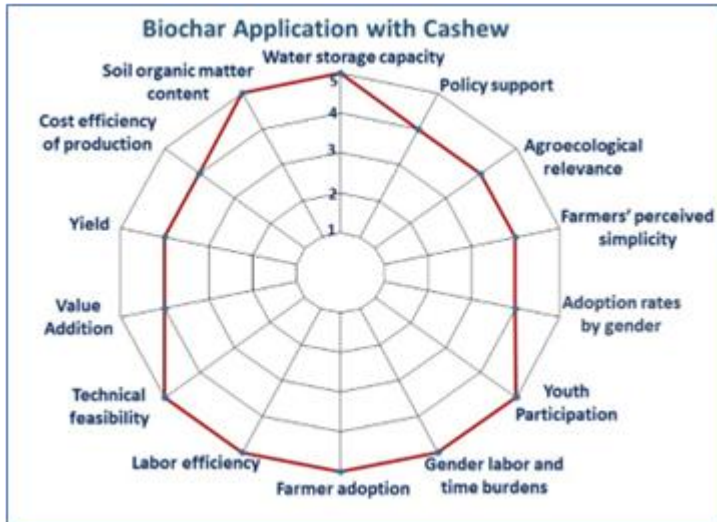 Biochar Application with Cashew
Water storage capacity
Policy support
Agroecological
relevance
Farmers' perceived
simplicity
Adoption rates
by gender
Youth
Participation
Gender labor and
time burdens
Farmer adoption
Labor efficiency
Technical
feasibility
Value
Addition
Yield
Cost efficiency
of production
Soil organic matter
content
5
4
3
2
1